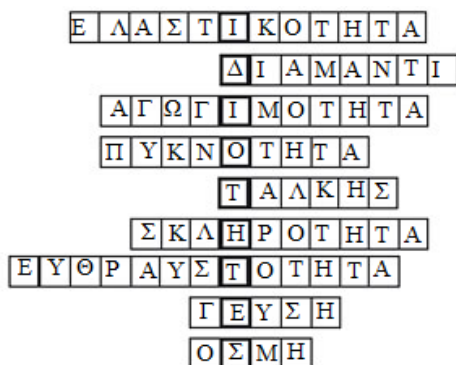 ΕΛΑΣΤΙΚΟΤΗΤΑ
ΔΙΑΜΑΝΤΙ
ΑΓΩΓΙΜΟΤΗΤΑ
ΠΥΚΝΟΤΗΤΑ
ΤΑΛΚΗΣ
ΣΚΛΗΡΟΤΗΤΑ
ΕΥΘΡΑΥΣΤΟΤΗΤΑ
ΓΕΥΣΗ
ΟΣΜΗ